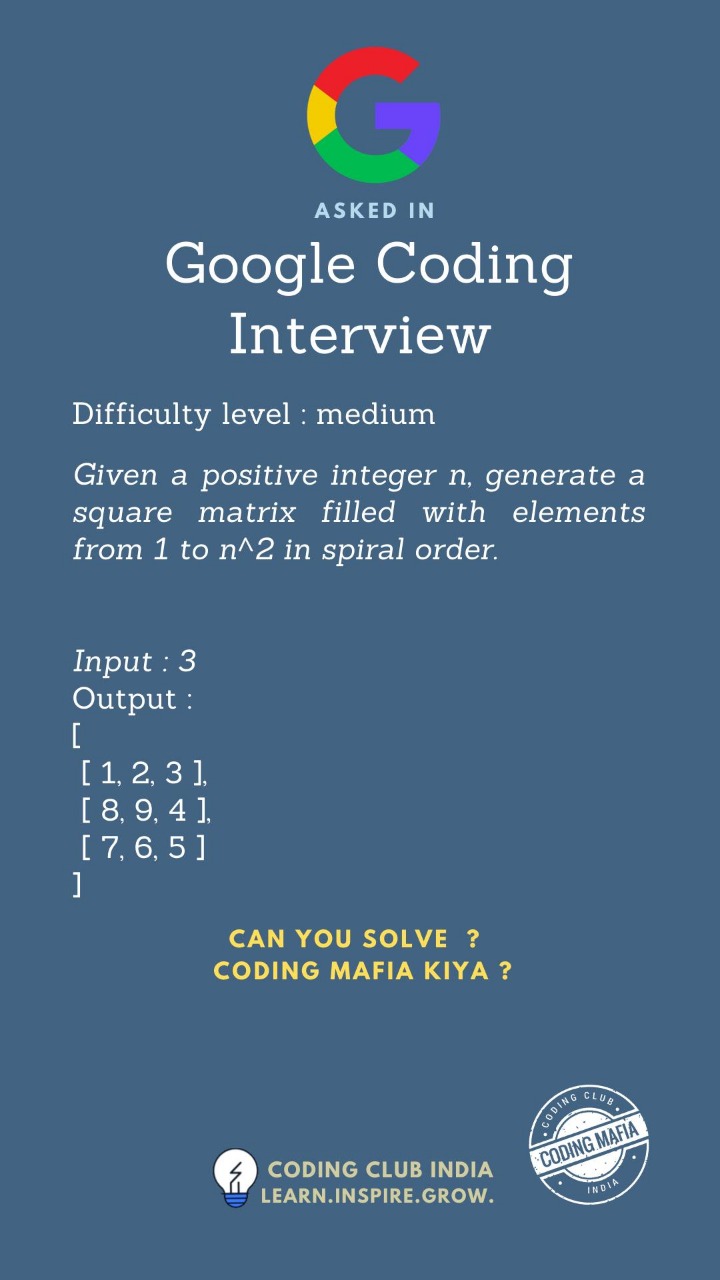 ASKED IN
Google Coding
Interview
Difficulty level : medium
Given a positive integer n, generate a
square matrix filled with elements
from 1 to n^2 in spiral order.
Input : 3
Output :
[
[ 1, 2, 3 ],
[ 8, 9, 4 ],
[ 7, 6, 5 ]
]
CAN YOU SOLVE ?
CODING MAFIA KIYA ?
CODING CLUB
CODING MAFIA
INDIA
CODING CLUB INDIA
LEARN.INSPIRE.GROW.